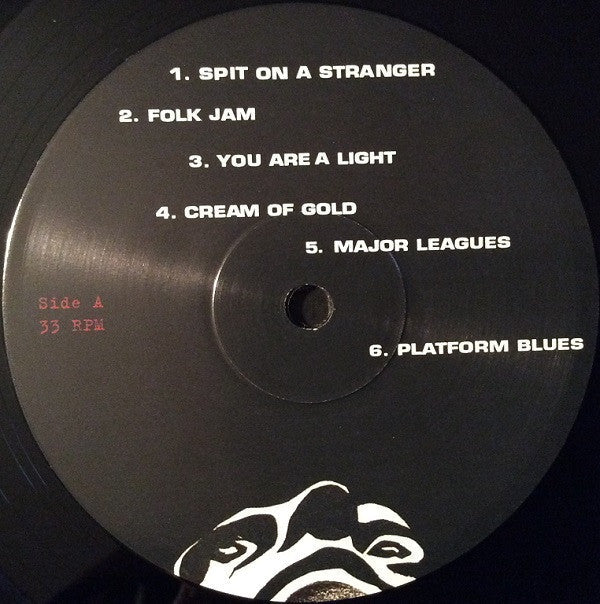 1. SPIT ON A STRANGER
2. FOLK JAM
3. YOU ARE A LIGHT
4. CREAM OF GOLD
5. MAJOR LEAGUES
Side A
33 RPM
6. PLATFORM BLUES